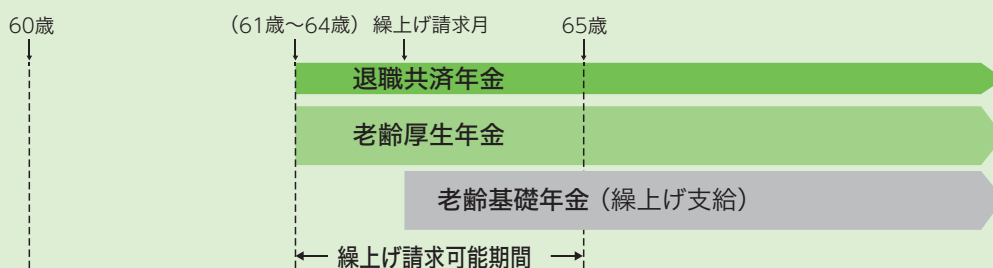 60歳 （61歳～64歳） 繰上げ請求月 65歳
退職共済年金
老齢厚生年金
老齢基礎年金（繰上げ支給）
繰上げ請求可能期間